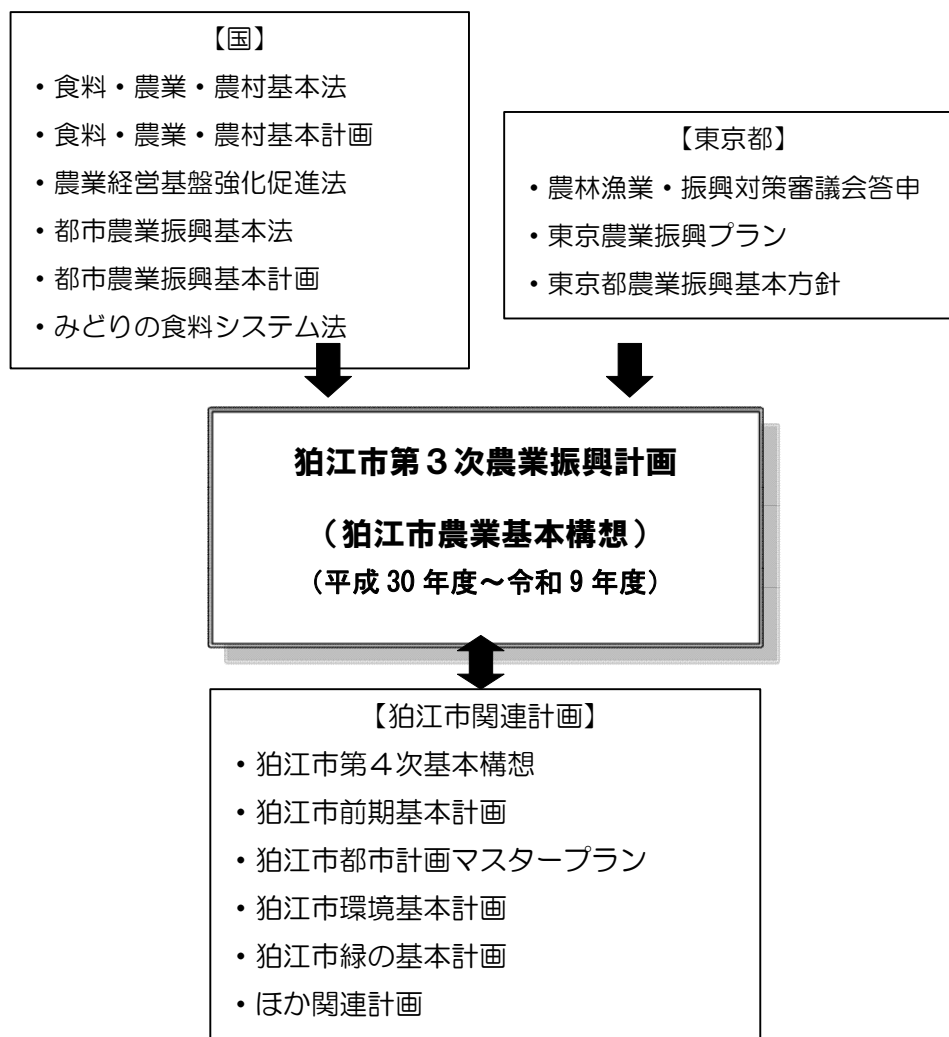 【国】
・食料・農業・農村基本法
・食料・農業・農村基本計画
・農業経営基盤強化促進法
・都市農業振興基本法
・都市農業振興基本計画
・みどりの食料システム法
【東京都】
・農林漁業・振興対策審議会答申
・東京農業振興プラン
・東京都農業振興基本方針
狛江市第３次農業振興計画
（狛江市農業基本構想）
（平成 30 年度～令和 9 年度）
【狛江市関連計画】
・狛江市第４次基本構想
・狛江市前期基本計画
・狛江市都市計画マスタープラン
・狛江市環境基本計画
・狛江市緑の基本計画
・ほか関連計画